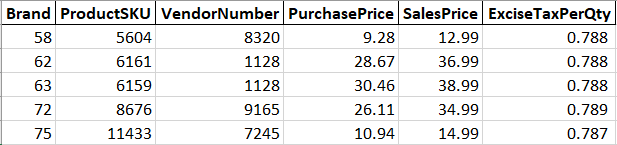 Brand ProductSKU VendorNumber PurchasePrice SalesPrice ExciseTaxPerQty
58 5604 8320 9.28 12.99 0.788
62 6161 1128 28.67 36.99 0.788
63 6159 1128 30.46 38.99 0.788
72 8676 9165 26.11 34.99 0.789
75 11433 7245 10.94 14.99 0.787